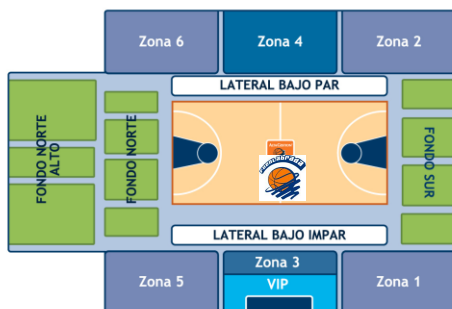 Zona 6
Zona 4
Zona 2
LATERAL BAJO PAR
FONDO NORTE
ALTO
FONDO NORTE
FONDO SUR
LATERAL BAJO IMPAR
Zona 5
Zona 3
VIP
Zona 1